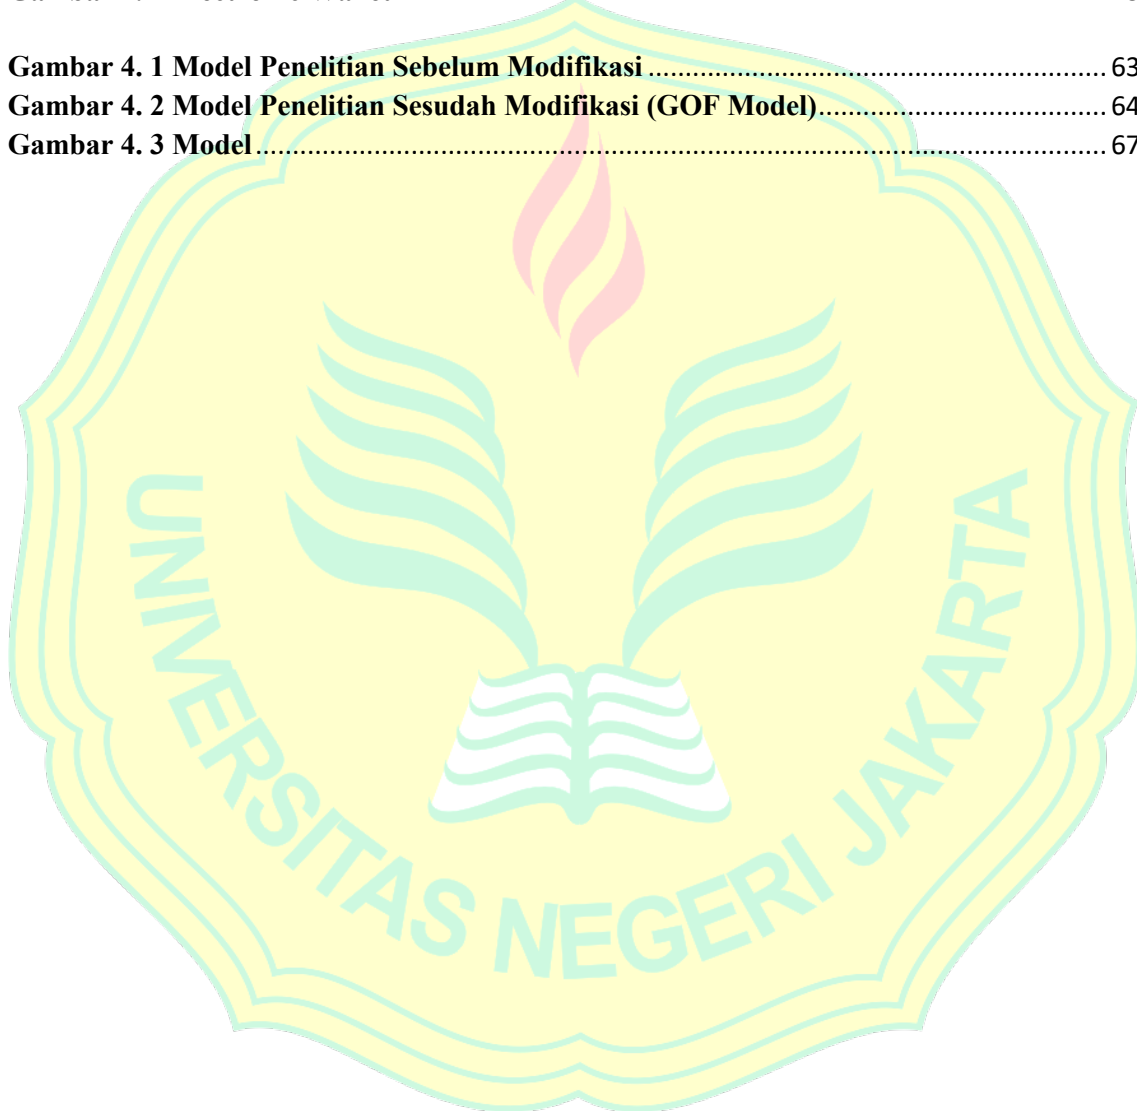 Gambar 4. 1 Model Penelitian Sebelum Modifikasi 63
Gambar 4. 2 Model Penelitian Sesudah Modifikasi (GOF Model) 64
Gambar 4. 3 Model 67
UNIVERSITAS NEGERI JAKARTA